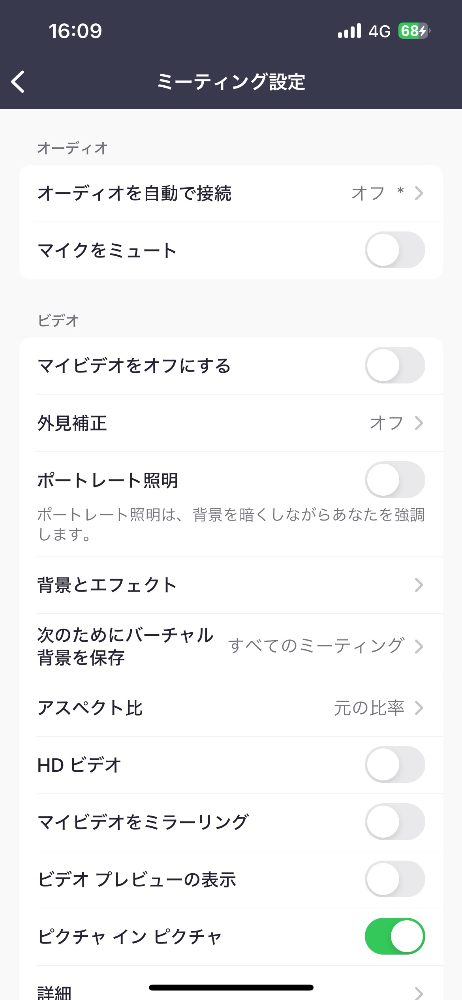 16:09
4G 68
ミーティング設定
オーディオ
オーディオを自動で接続 オフ *
マイクをミュート
ビデオ
マイビデオをオフにする
外見補正 オフ
ポートレート照明
ポートレート照明は、背景を暗くしながらあなたを強調
します。
背景とエフェクト
次のためにバーチャル
背景を保存 すべてのミーティング
アスペクト比 元の比率
HD ビデオ
マイビデオをミラーリング
ビデオ プレビューの表示
ピクチャ イン ピクチャ
詳細